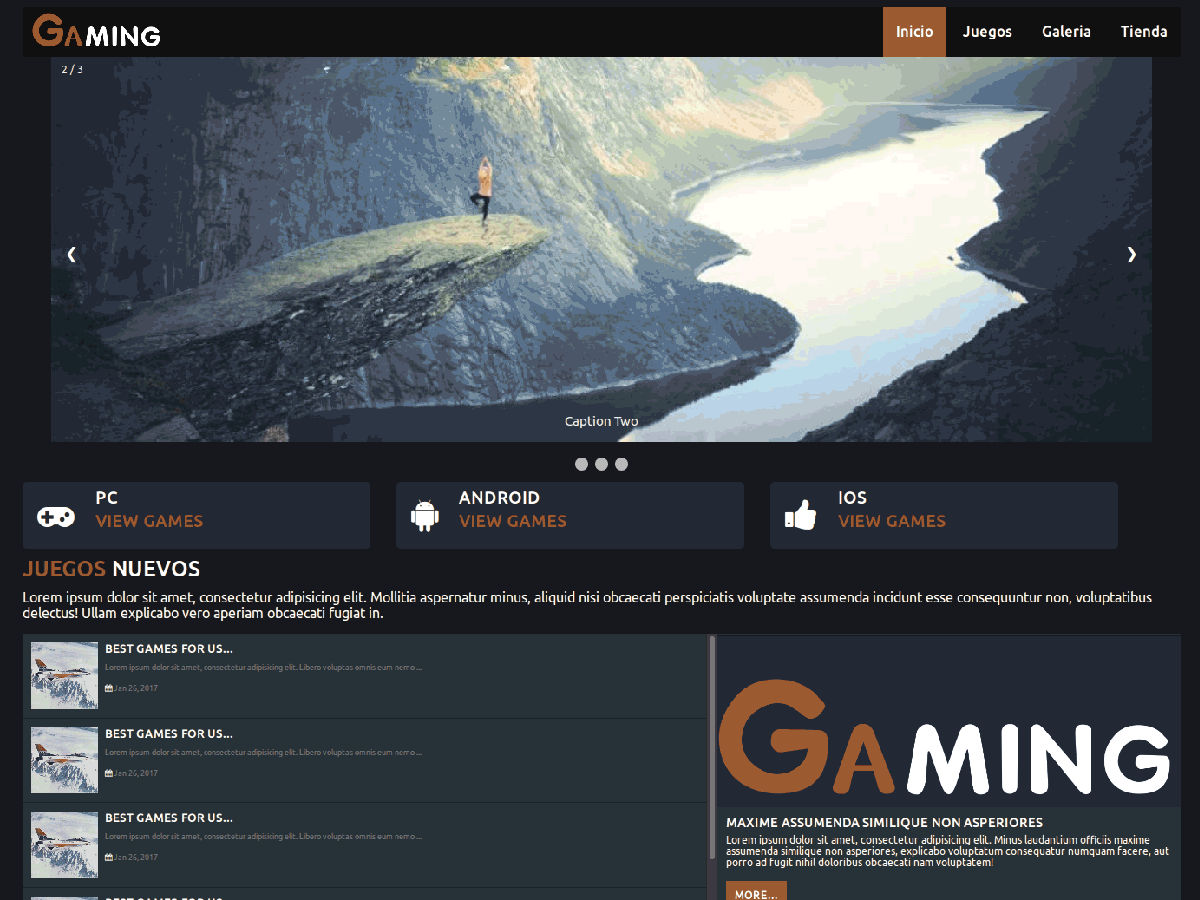 GAMING
Inicio Juegos Galeria Tienda
2 / 3
❮ ❯
Caption Two
PC
VIEW GAMES
ANDROID
VIEW GAMES
IOS
VIEW GAMES
JUEGOS NUEVOS
Lorem ipsum dolor sit amet, consectetur adipisicing elit. Mollitia aspernatur minus, aliquid nisi obcaecati perspiciatis voluptate assumenda incidunt esse consequuntur non, voluptatibus
delectus! Ullam explicabo vero aperiam obcaecati fugiat in.
BEST GAMES FOR US...
Lorem ipsum dolor sit amet, consectetur adipisicing elit. Libero voluptas omnis eum nemo ...
Jan 26, 2017
BEST GAMES FOR US...
Lorem ipsum dolor sit amet, consectetur adipisicing elit. Libero voluptas omnis eum nemo ...
Jan 26, 2017
BEST GAMES FOR US...
Lorem ipsum dolor sit amet, consectetur adipisicing elit. Libero voluptas omnis eum nemo ...
Jan 26, 2017
GAMING
MAXIME ASSUMENDA SIMILIQUE NON ASPERIORES
Lorem ipsum dolor sit amet, consectetur adipisicing elit. Minus laudantium officiis maxime
assumenda similique non asperiores, explicabo voluptatum consequatur numquam facere, aut
porro ad fugit nihil doloribus obcaecati nam voluptatem!
MORE...